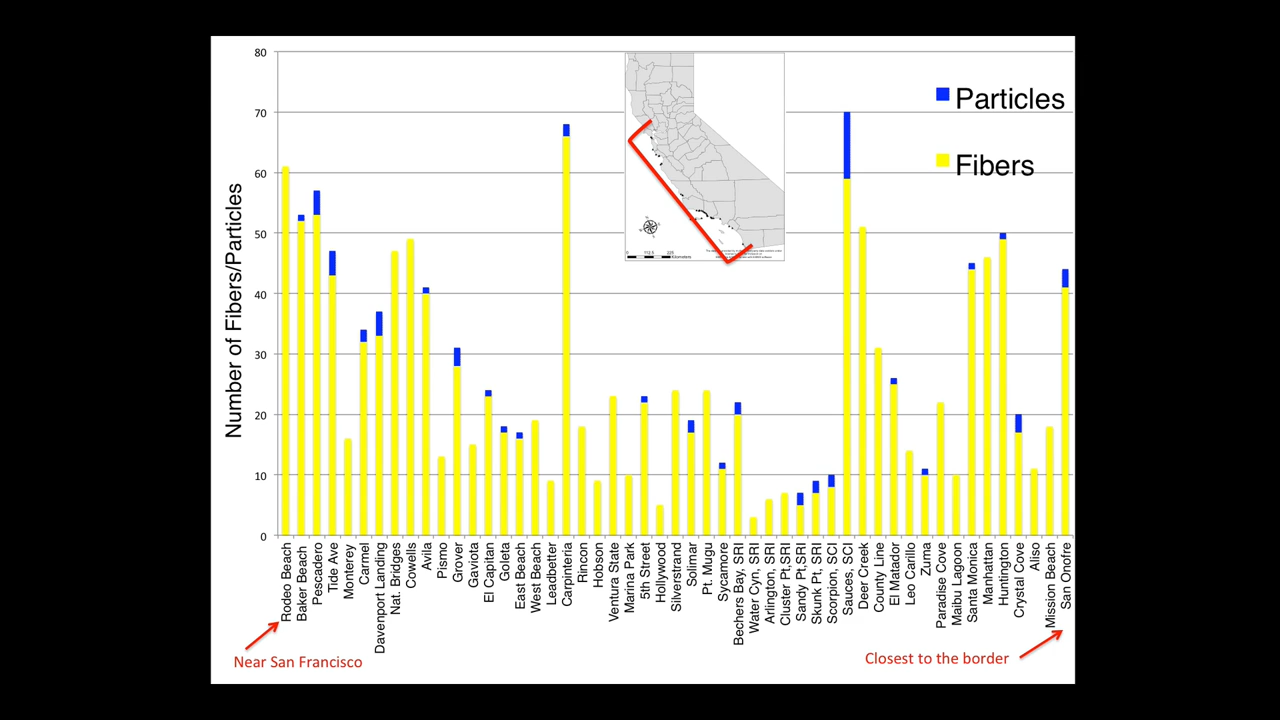 80
70
60
50
40
30
20
10
0
Number of Fibers/Particles
Particles
Fibers
Kilometers
Rodeo Beach
Baker Beach
Pescadero
Tide Ave
Monterey
Carmel
Davenport Landing
Nat. Bridges
Cowells
Avila
Pismo
Grover
Gaviota
El Capitan
Goleta
East Beach
West Beach
Ledbetter
Carpinteria
Rincon
Hobson
Ventura State
Marina Park
5th Street
Hollywood
Silverstrand
Solimar
Pt. Mugu
Sycamore
Bechers Bay, SRI
Water Cyn, SRI
Arlington, SRI
Cluster Pt,SRI
Sandy Pt,SRI
Skunk Pt, SRI
Scorpion, SCI
Sauces, SCI
Deer Creek
County Line
El Matador
Leo Carillo
Zuma
Paradise Cove
Maibu Lagoon
Santa Monica
Manhattan
Huntington
Crystal Cove
Aliso
Mission Beach
San Onofre
Near San Francisco
Closest to the border